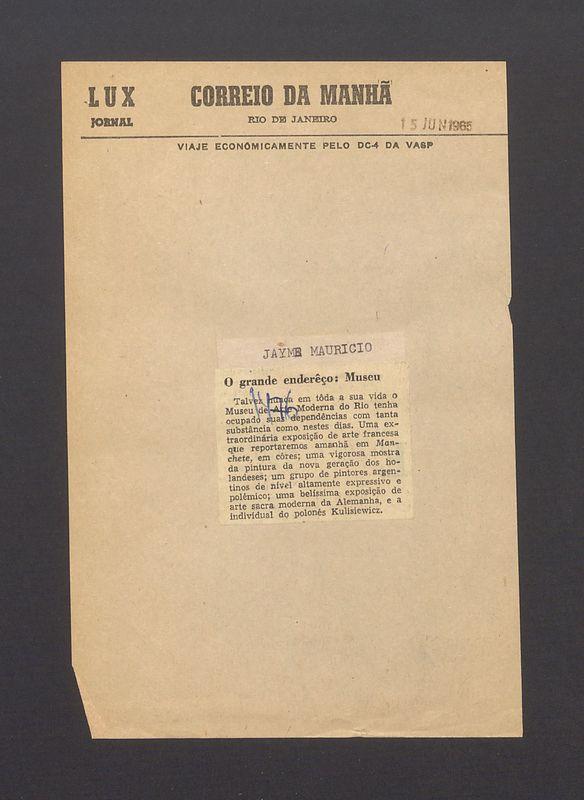 LUX
JORNAL
CORREIO DA MANHÃ
RIO DE JANEIRO
15 JUN 1965
VIAJE ECONÔMICAMENTE PELO DC-4 DA VASP
JAYME MAURICIO
O grande enderêço: Museu
Talvez nunca em tôda a sua vida o
Museu de Arte Moderna do Rio tenha
ocupado suas dependências com tanta
substância como nestes dias. Uma ex-
traordinária exposição de arte francesa
que reportaremos amanhã em Man-
chete, em côres; uma vigorosa mostra
da pintura da nova geração dos ho-
landeses; um grupo de pintores argen-
tinos de nível altamente expressivo e
polêmico; uma belíssima exposição de
arte sacra moderna da Alemanha, e a
individual do polonês Kulisiewicz.